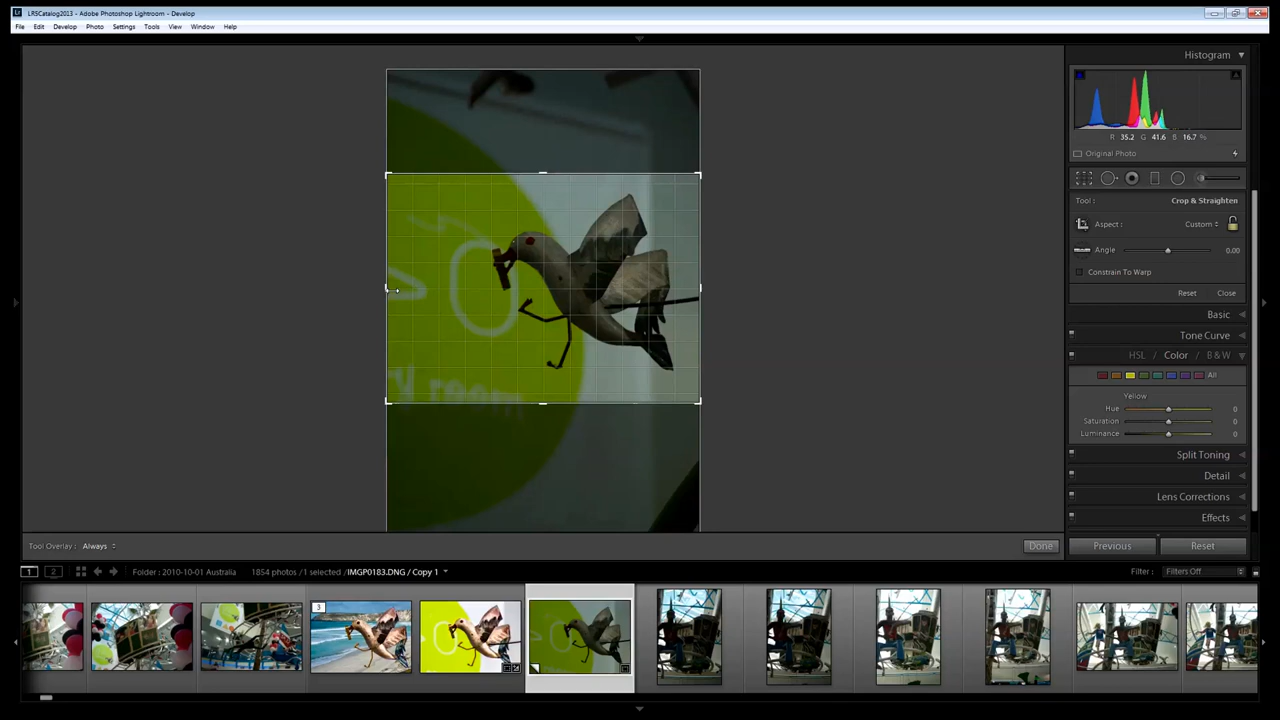 LRSCatalog2013 - Adobe Photoshop Lightroom - Develop
File Edit Develop Photo Settings Tools View Window Help
Histogram
R 35.2 G 41.6 B 16.7 %
Original Photo
Tool: Crop & Straighten
Aspect: Custom
Angle 0.00
Constrain To Warp
Reset Close
Basic
Tone Curve
HSL / Color / B & W
All
Yellow
Hue 0
Saturation 0
Luminance 0
Split Toning
Detail
Lens Corrections
Effects
y room
Tool Overlay: Always Done Previous Reset
1 2 Folder : 2010-10-01 Australia 1854 photos / 1 selected / IMGP0183.DNG / Copy 1 Filter : Filters Off
3